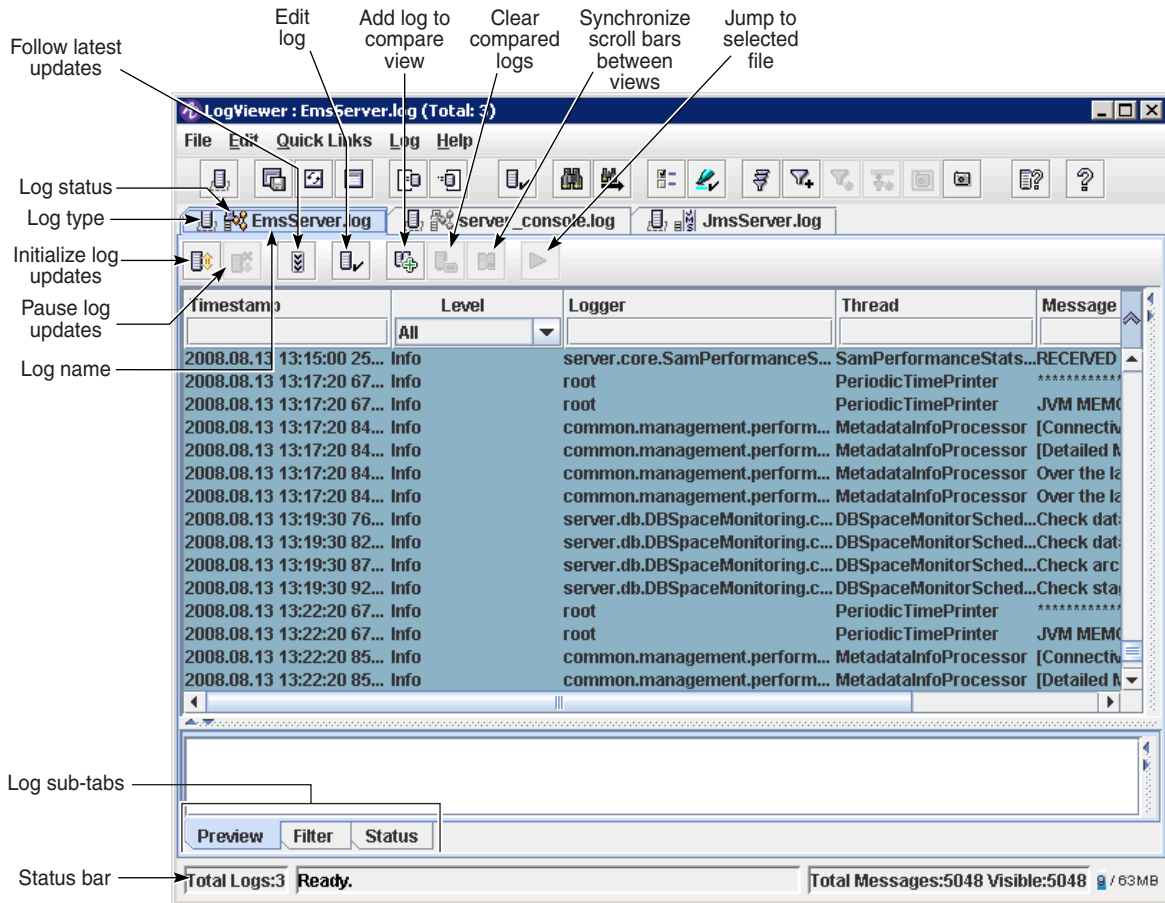 Follow latest
updates
Edit
log
Add log to
compare
view
Clear
compared
logs
Synchronize
scroll bars
between
views
Jump to
selected
file
Log status
Log type
Initialize log
updates
Pause log
updates
Log name
Log sub-tabs
Status bar
LogViewer : EmsServer.log (Total: 3)
File Edit Quick Links Log Help
EmsServer.log server_console.log JmsServer.log
Timestamp Level Logger Thread Message
All
2008.08.13 13:15:00 25... Info server.core.SamPerformanceS... SamPerformanceStats... RECEIVED
2008.08.13 13:17:20 67... Info root PeriodicTimePrinter ************
2008.08.13 13:17:20 67... Info root PeriodicTimePrinter JVM MEMO
2008.08.13 13:17:20 84... Info common.management.perform... MetadataInfoProcessor [Connectiv
2008.08.13 13:17:20 84... Info common.management.perform... MetadataInfoProcessor [Detailed M
2008.08.13 13:17:20 84... Info common.management.perform... MetadataInfoProcessor Over the la
2008.08.13 13:17:20 84... Info common.management.perform... MetadataInfoProcessor Over the la
2008.08.13 13:19:30 76... Info server.db.DBSpaceMonitoring.c... DBSpaceMonitorSched... Check dat
2008.08.13 13:19:30 82... Info server.db.DBSpaceMonitoring.c... DBSpaceMonitorSched... Check dat
2008.08.13 13:19:30 87... Info server.db.DBSpaceMonitoring.c... DBSpaceMonitorSched... Check arc
2008.08.13 13:19:30 92... Info server.db.DBSpaceMonitoring.c... DBSpaceMonitorSched... Check sta
2008.08.13 13:22:20 67... Info root PeriodicTimePrinter ************
2008.08.13 13:22:20 67... Info root PeriodicTimePrinter JVM MEMO
2008.08.13 13:22:20 85... Info common.management.perform... MetadataInfoProcessor [Connectiv
2008.08.13 13:22:20 85... Info common.management.perform... MetadataInfoProcessor [Detailed M
Preview Filter Status
Total Logs:3 Ready. Total Messages:5048 Visible:5048 / 63MB